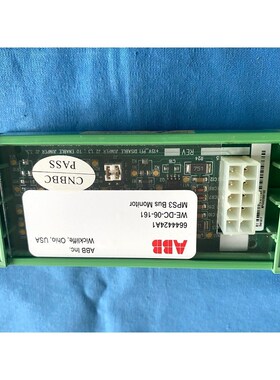 ABB
6644424A1
WE-DC-06-161
MPS3 Bus Monitor
ABB Inc.
Wickliffe, Ohio, USA
CNBBC
PASS
REV